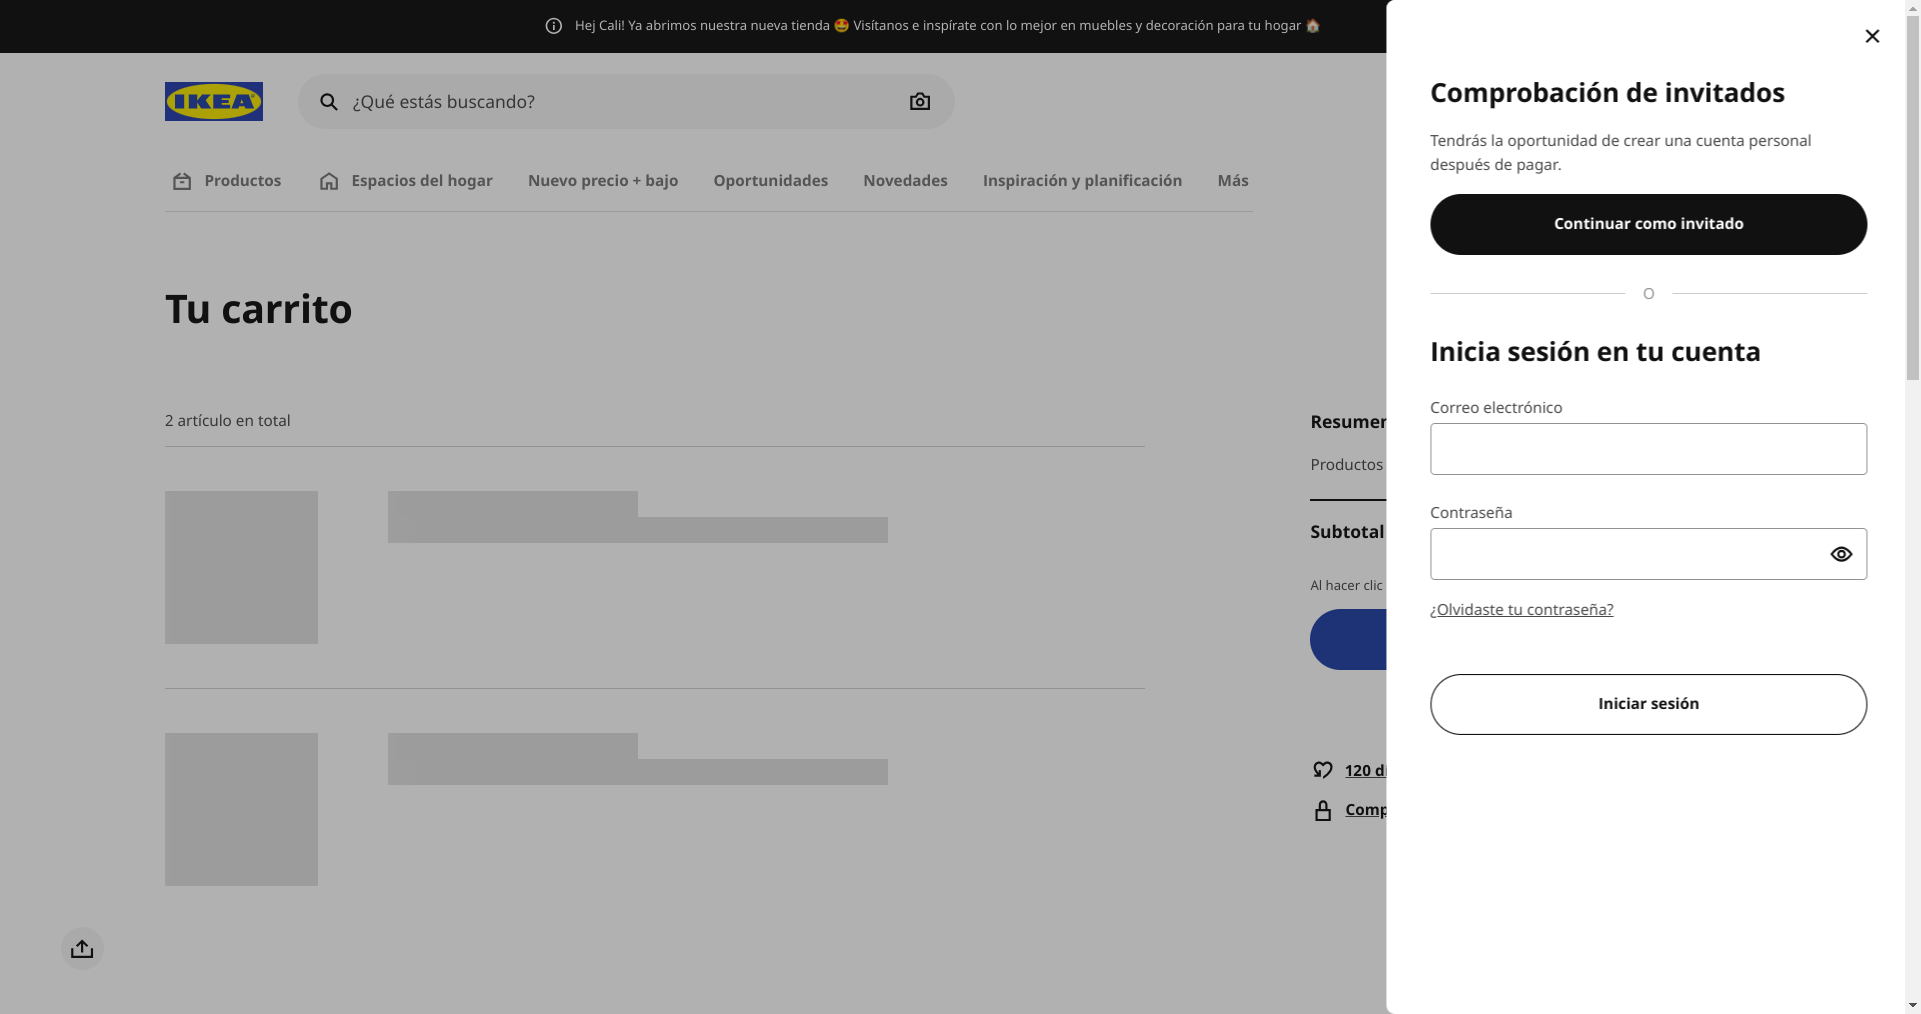 Hej Cali! Ya abrimos nuestra nueva tienda 🤩 Visítanos e inspírate con lo mejor en muebles y decoración para tu hogar 🏠
IKEA
¿Qué estás buscando?
Productos
Espacios del hogar
Nuevo precio + bajo
Oportunidades
Novedades
Inspiración y planificación
Más
Tu carrito
2 artículo en total
Resumen
Productos
Subtotal
Al hacer clic
120 d
Comp
Comprobación de invitados
Tendrás la oportunidad de crear una cuenta personal
después de pagar.
Continuar como invitado
O
Inicia sesión en tu cuenta
Correo electrónico
Contraseña
¿Olvidaste tu contraseña?
Iniciar sesión